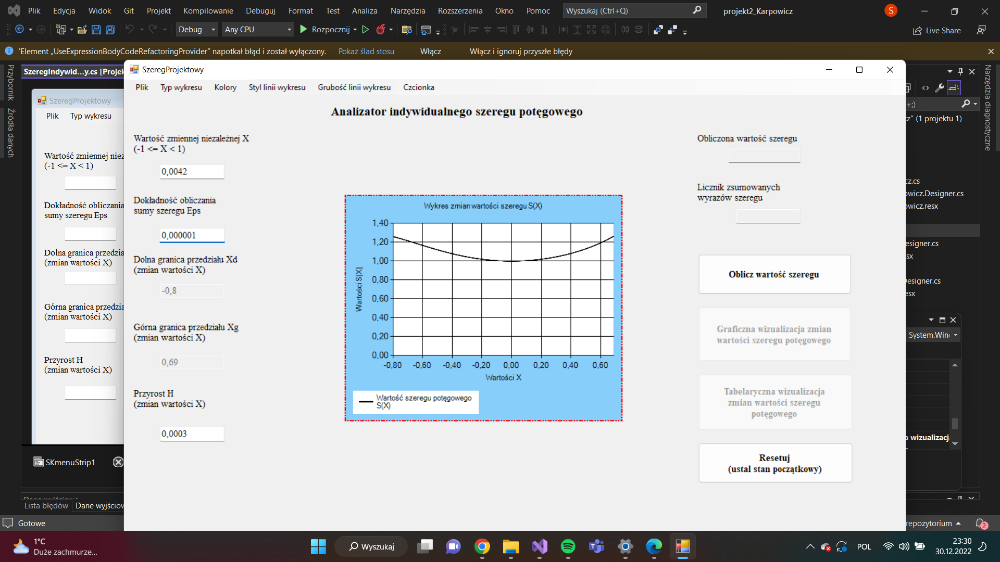 Plik Edycja Widok Git Projekt Kompilowanie Debuguj Format Test Analiza Narzędzia Rozszerzenia Okno Pomoc Wyszukaj (Ctrl+Q) projekt2_Karpowicz S
Debug Any CPU Rozpocznij Live Share
'Element „UseExpressionBodyCodeRefactoringProvider” napotkał błąd i został wyłączony. Pokaż ślad stosu Włącz Włącz i ignoruj przyszłe błędy
Przybornik
Źródła danych
SzeregIndywid...y.cs [Projek
SzeregProjektowy
Plik Typ wykresu
Wartość zmiennej niez
(-1 <= X < 1)
Dokładność obliczania
sumy szeregu Eps
Dolna granica przedzia
(zmian wartości X)
Górna granica przedzia
(zmian wartości X)
Przyrost H
(zmian wartości X)
SKmenuStrip1
Lista błędów Dane wyjściow
Gotowe
SzeregProjektowy
Plik Typ wykresu Kolory Styl linii wykresu Grubość linii wykresu Czcionka
Analizator indywidualnego szeregu potęgowego
Wartość zmiennej niezależnej X
(-1 <= X < 1)
0,0042
Dokładność obliczania
sumy szeregu Eps
0,000001
Dolna granica przedziału Xd
(zmian wartości X)
-0,8
Górna granica przedziału Xg
(zmian wartości X)
0,69
Przyrost H
(zmian wartości X)
0,0003
Wykres zmian wartości szeregu S(X)
1,40
1,20
1,00
0,80
0,60
0,40
0,20
0,00
Wartości S(X|
-0,80 -0,60 -0,40 -0,20 0,00 0,20 0,40 0,60
Wartości X
Wartość szeregu potęgowego
S(X)
Obliczona wartość szeregu
Licznik zsumowanych
wyrazów szeregu
Oblicz wartość szeregu
Graficzna wizualizacja zmian
wartości szeregu potęgowego
Tabelaryczna wizualizacja
zmian wartości szeregu
potęgowego
Resetuj
(ustal stan początkowy)
+;)
cz" (1 projektu 1)
cz.cs
owicz.Designer.cs
owicz.resx
esigner.cs
sx
Designer.cs
esx
System.Win
a wizualizacj
repozytorium 2
Narzędzia diagnostyczne
1°C
Duże zachmurze...
Wyszukaj
POL
23:30
30.12.2022